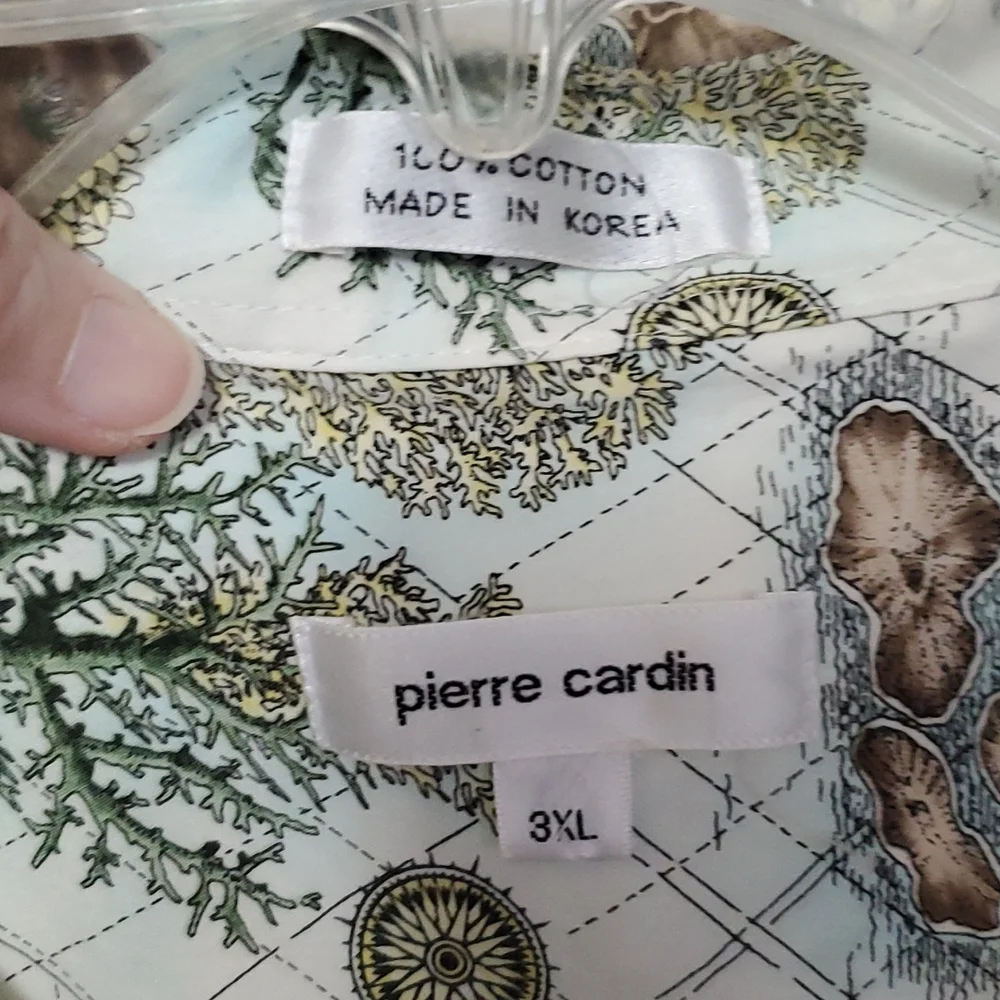 100% COTTON
MADE IN KOREA
pierre cardin
3XL